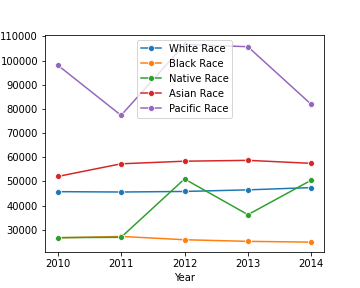 110000
100000
90000
80000
70000
60000
50000
40000
30000
White Race
Black Race
Native Race
Asian Race
Pacific Race
2010 2011 2012 2013 2014
Year